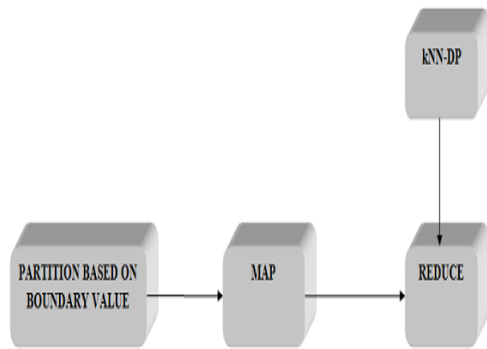 kNN-DP
PARTITION BASED ON
BOUNDARY VALUE
MAP
REDUCE